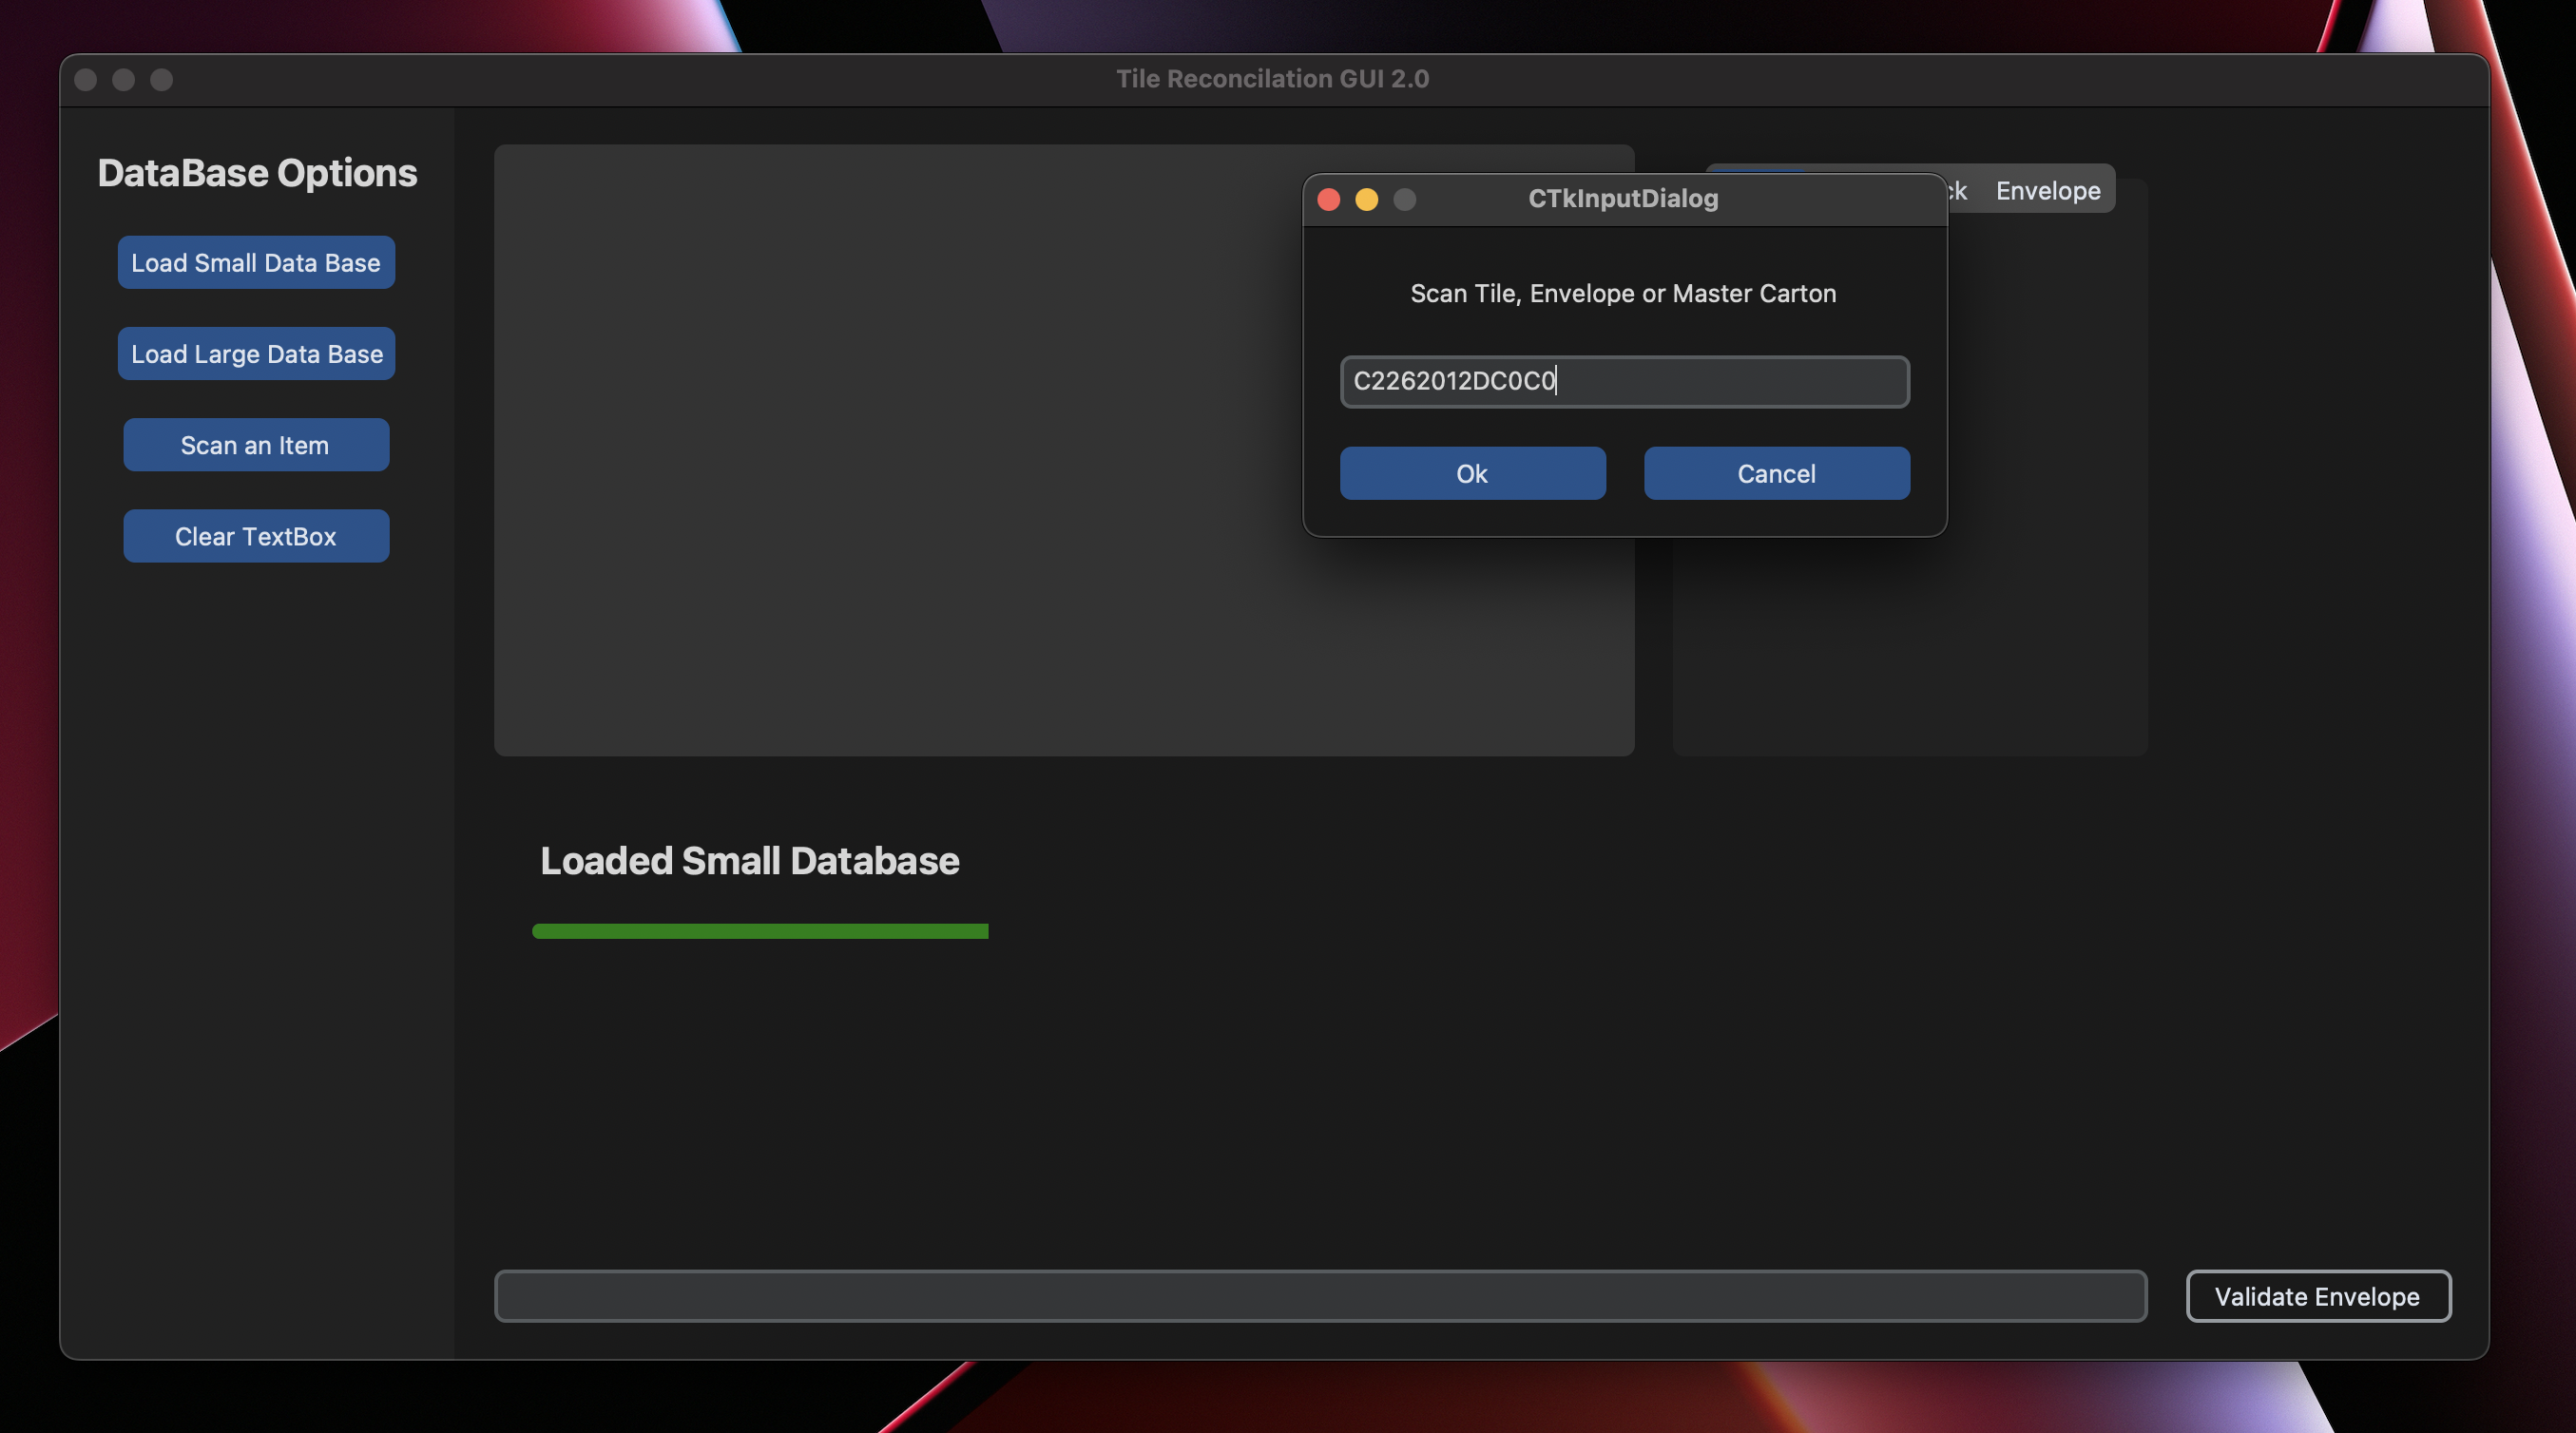 Tile Reconcilation GUI 2.0
DataBase Options
Load Small Data Base
Load Large Data Base
Scan an Item
Clear TextBox
Envelope
CTkInputDialog
Scan Tile, Envelope or Master Carton
C2262012DC0C0
Ok
Cancel
Loaded Small Database
Validate Envelope